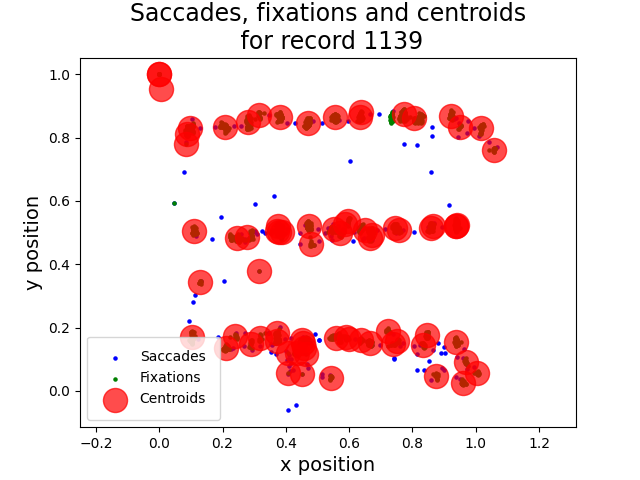 Saccades, fixations and centroids
for record 1139
1.0
0.8
0.6
0.4
0.2
0.0
y position
Saccades
Fixations
Centroids
−0.2 0.0 0.2 0.4 0.6 0.8 1.0 1.2
x position